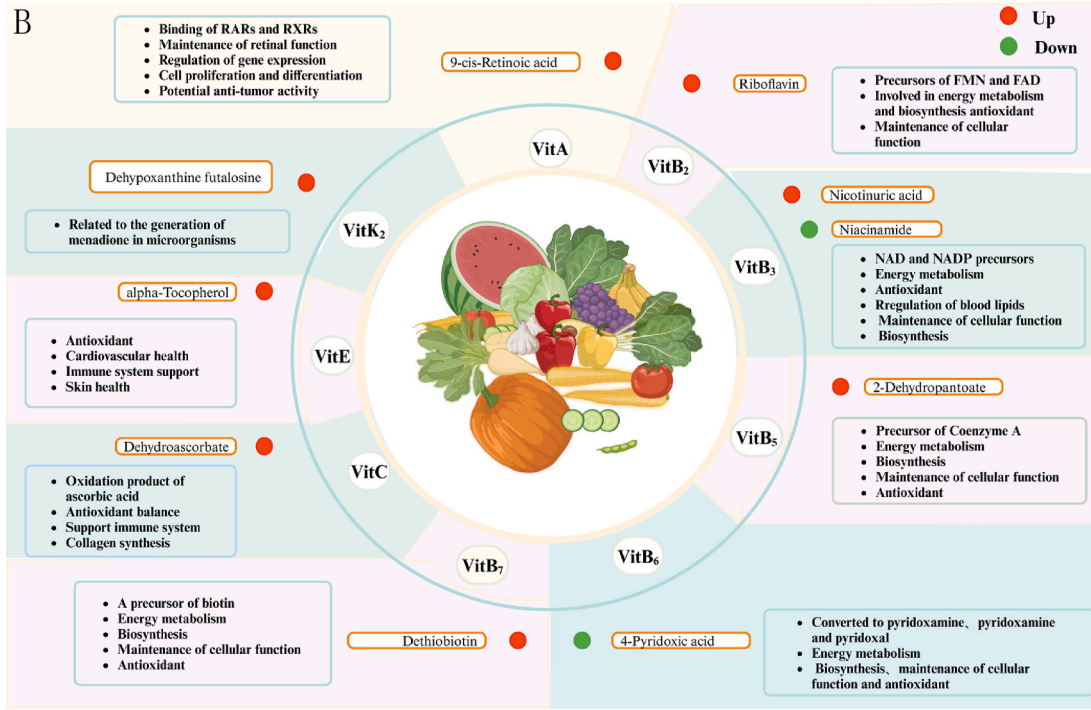 B
Up
Down
• Binding of RARs and RXRs
• Maintenance of retinal function
• Regulation of gene expression
• Cell proliferation and differentiation
• Potential anti-tumor activity
9-cis-Retinoic acid
VitA
Riboflavin
• Precursors of FMN and FAD
• Involved in energy metabolism
and biosynthesis antioxidant
• Maintenance of cellular
function
VitB₂
Nicotinuric acid
Niacinamide
• NAD and NADP precursors
• Energy metabolism
• Antioxidant
• Rregulation of blood lipids
• Maintenance of cellular function
• Biosynthesis
VitB₃
2-Dehydropantoate
• Precursor of Coenzyme A
• Energy metabolism
• Biosynthesis
• Maintenance of cellular function
• Antioxidant
VitB₅
VitB₆
4-Pyridoxic acid
• Converted to pyridoxamine、pyridoxamine
and pyridoxal
• Energy metabolism
• Biosynthesis、maintenance of cellular
function and antioxidant
VitB₇
Dethiobiotin
• A precursor of biotin
• Energy metabolism
• Biosynthesis
• Maintenance of cellular function
• Antioxidant
VitC
Dehydroascorbate
• Oxidation product of
ascorbic acid
• Antioxidant balance
• Support immune system
• Collagen synthesis
VitE
alpha-Tocopherol
• Antioxidant
• Cardiovascular health
• Immune system support
• Skin health
VitK₂
Dehypoxanthine futalosine
• Related to the generation of
menadione in microorganisms